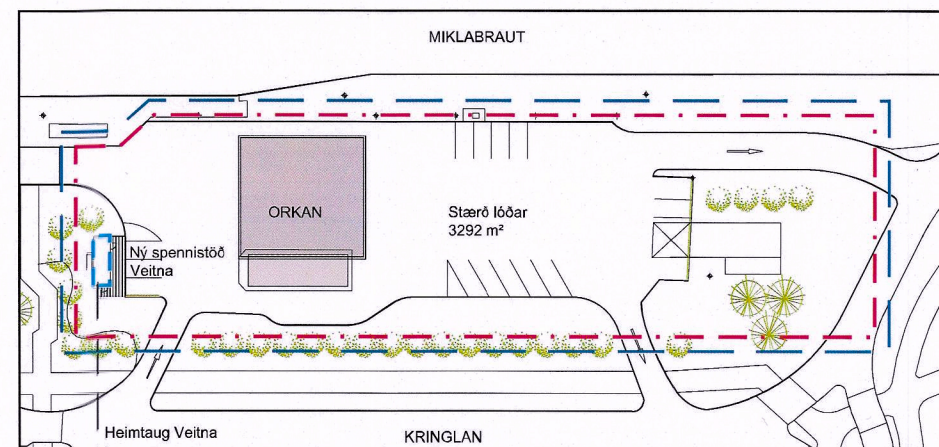 MIKLABRAUT
ORKAN
Stærð lóðar
3292 m²
Ný spennistöð
Veitna
Heimtaug Veitna
KRINGLAN